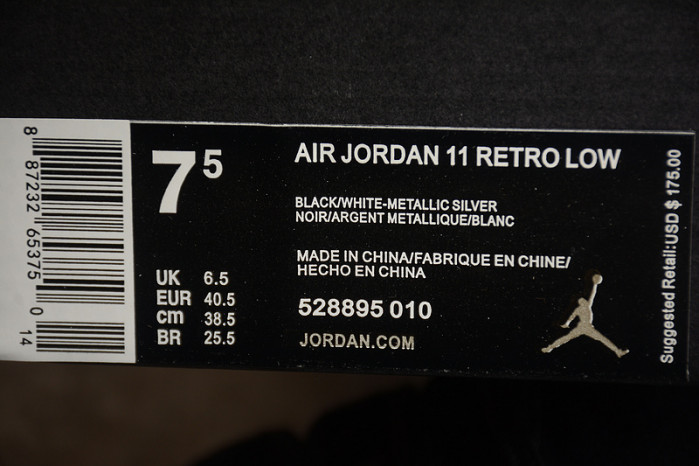 8 87232 65375 0
14
7 5
UK 6.5
EUR 40.5
cm 38.5
BR 25.5
AIR JORDAN 11 RETRO LOW
BLACK/WHITE-METALLIC SILVER
NOIR/ARGENT METALLIQUE/BLANC
MADE IN CHINA/FABRIQUE EN CHINE/
HECHO EN CHINA
528895 010
JORDAN.COM
Suggested Retail:USD $ 175.00